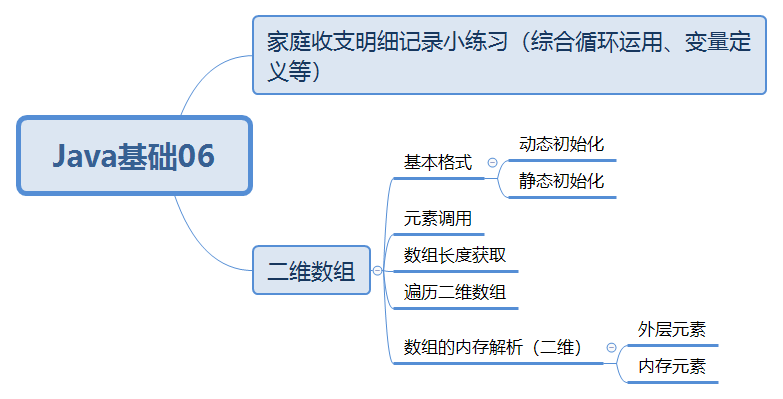 家庭收支明细记录小练习（综合循环运用、变量定
义等）
Java基础06
基本格式
动态初始化
静态初始化
元素调用
数组长度获取
二维数组
遍历二维数组
数组的内存解析（二维）
外层元素
内存元素